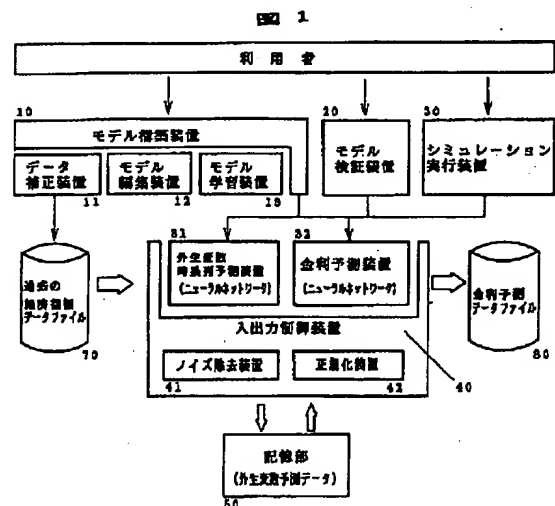 図 1
利用者
10
20
30
モデル構築装置
モデル
検証装置
シミュレーション
実行装置
データ
補正装置
モデル
編集装置
モデル
学習装置
11
12
13
31
32
外生変数
時系列予測装置
(ニューラルネットワーク)
金利予測装置
(ニューラルネットワーク)
過去の
経済指標
データファイル
金利予測
データファイル
入出力制御装置
70
80
ノイズ除去装置
正規化装置
40
41
42
記憶部
(外生変数予測データ)
50